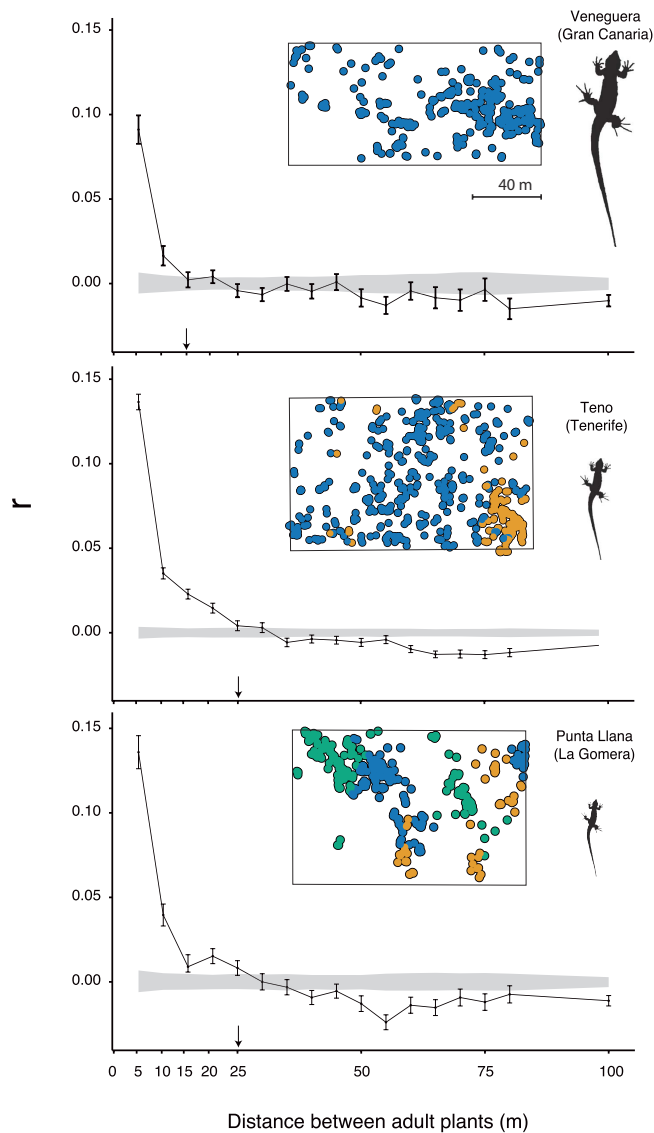 Veneguera
(Gran Canaria)
0.15
0.10
0.05
0.00
40 m
Teno
(Tenerife)
0.15
0.10
0.05
0.00
r
Punta Llana
(La Gomera)
0.15
0.10
0.05
0.00
0 5 10 15 20 25 50 75 100
Distance between adult plants (m)